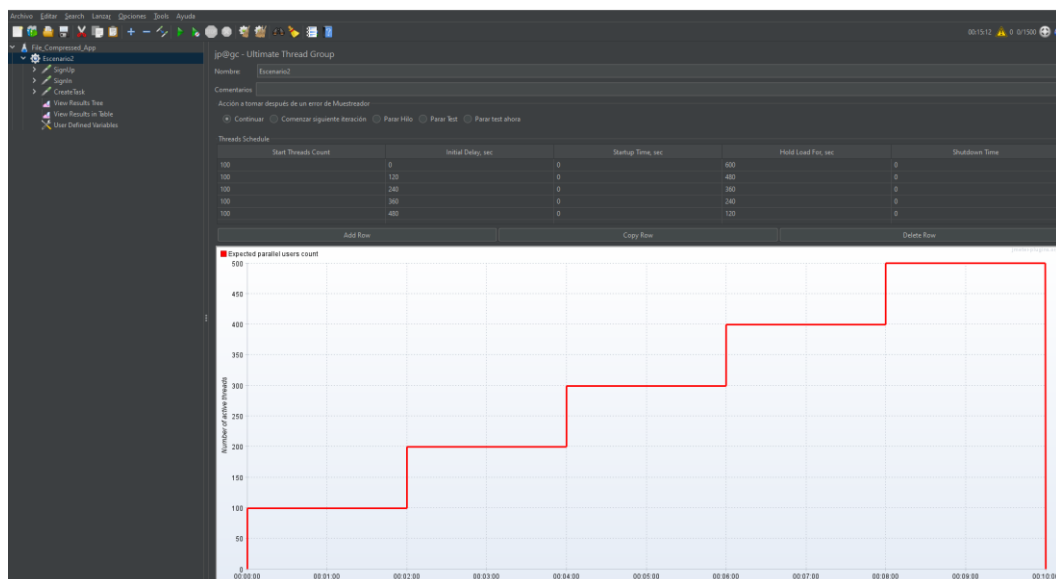 Archivo Editar Search Lanzar Opciones Tools Ayuda
00:15:12 0 0/1500
File_Compressed_App
Escenario2
SignUp
SignIn
CreateTask
View Results Tree
View Results in Table
User Defined Variables
jp@gc - Ultimate Thread Group
Nombre: Escenario2
Comentarios
Acción a tomar después de un error de Muestreador
Continuar Comenzar siguiente iteración Parar Hilo Parar Test Parar test ahora
Threads Schedule
Start Threads Count Initial Delay, sec Startup Time, sec Hold Load For, sec Shutdown Time
100 0 0 600 0
100 120 0 480 0
100 240 0 360 0
100 360 0 240 0
100 480 0 120 0
Add Row Copy Row Delete Row
Expected parallel users count
500
450
400
350
300
250
200
150
100
50
0
Number of active threads
00:00:00 00:01:00 00:02:00 00:03:00 00:04:00 00:05:00 00:06:00 00:07:00 00:08:00 00:09:00 00:10:0